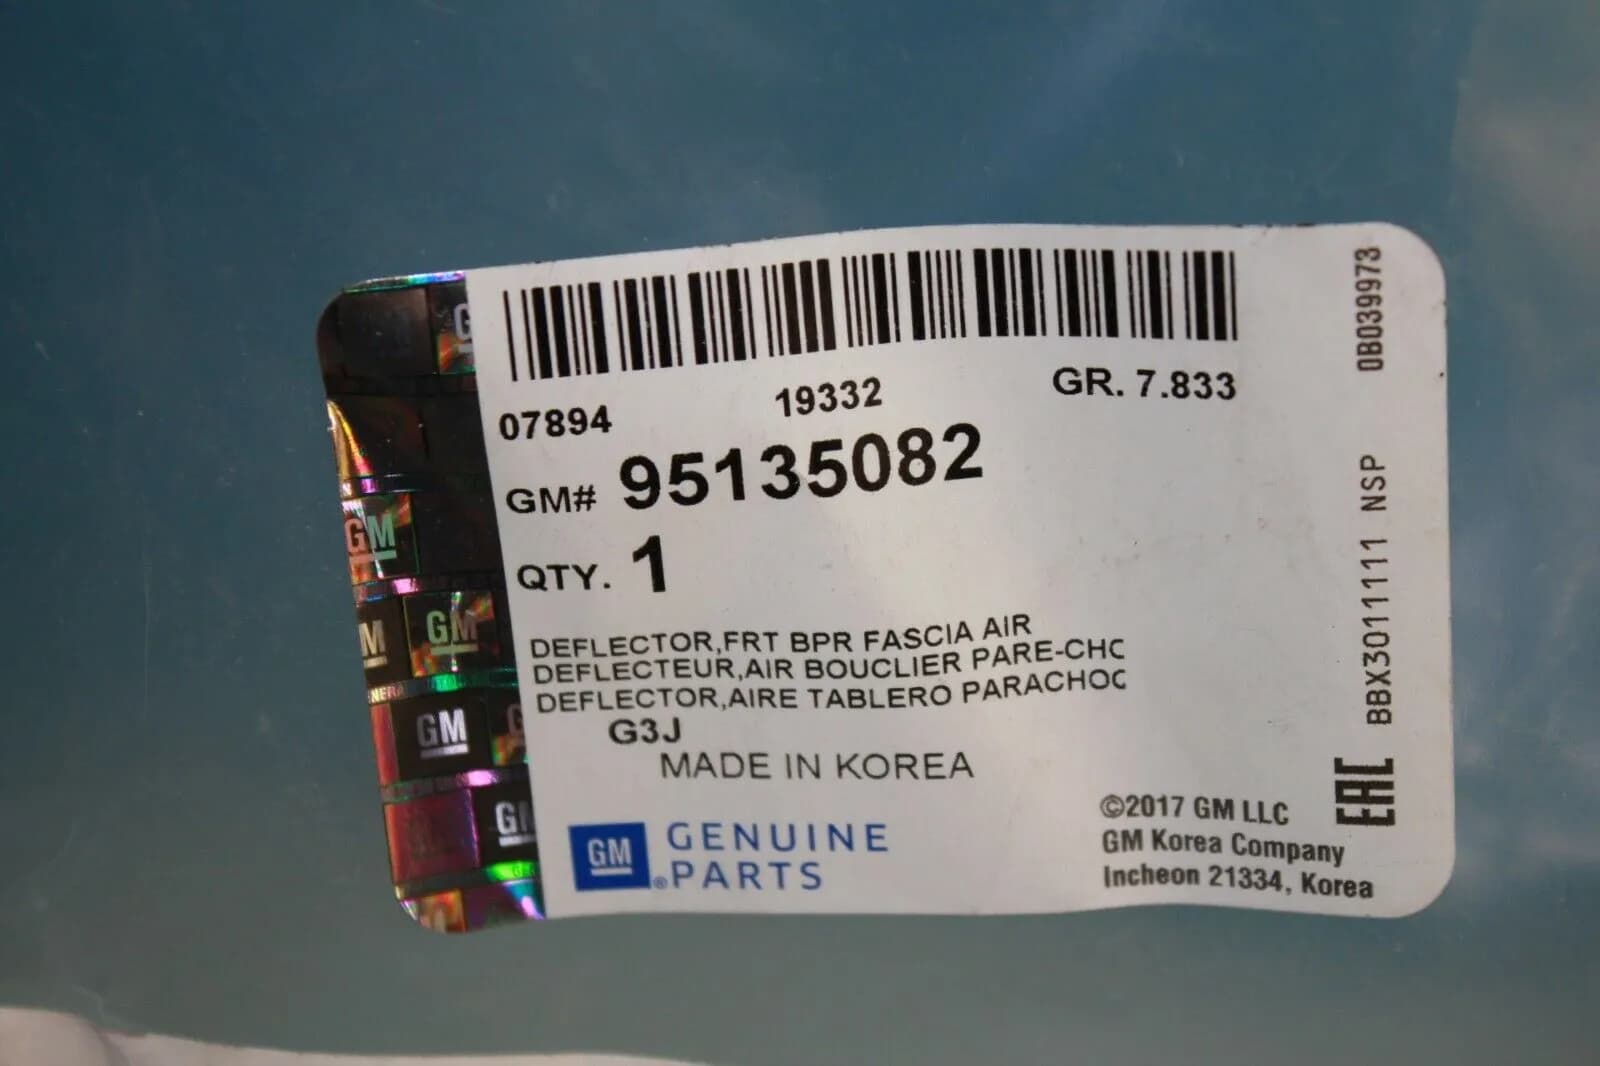 07894 19332 GR. 7.833
GM# 95135082
QTY. 1
DEFLECTOR,FRT BPR FASCIA AIR
DEFLECTEUR,AIR BOUCLIER PARE-CHC
DEFLECTOR,AIRE TABLERO PARACHOC
G3J
MADE IN KOREA
GM GENUINE
PARTS
©2017 GM LLC
GM Korea Company
Incheon 21334, Korea
0B039973
BBX3011111 NSP
EAC
GM
GM
GM